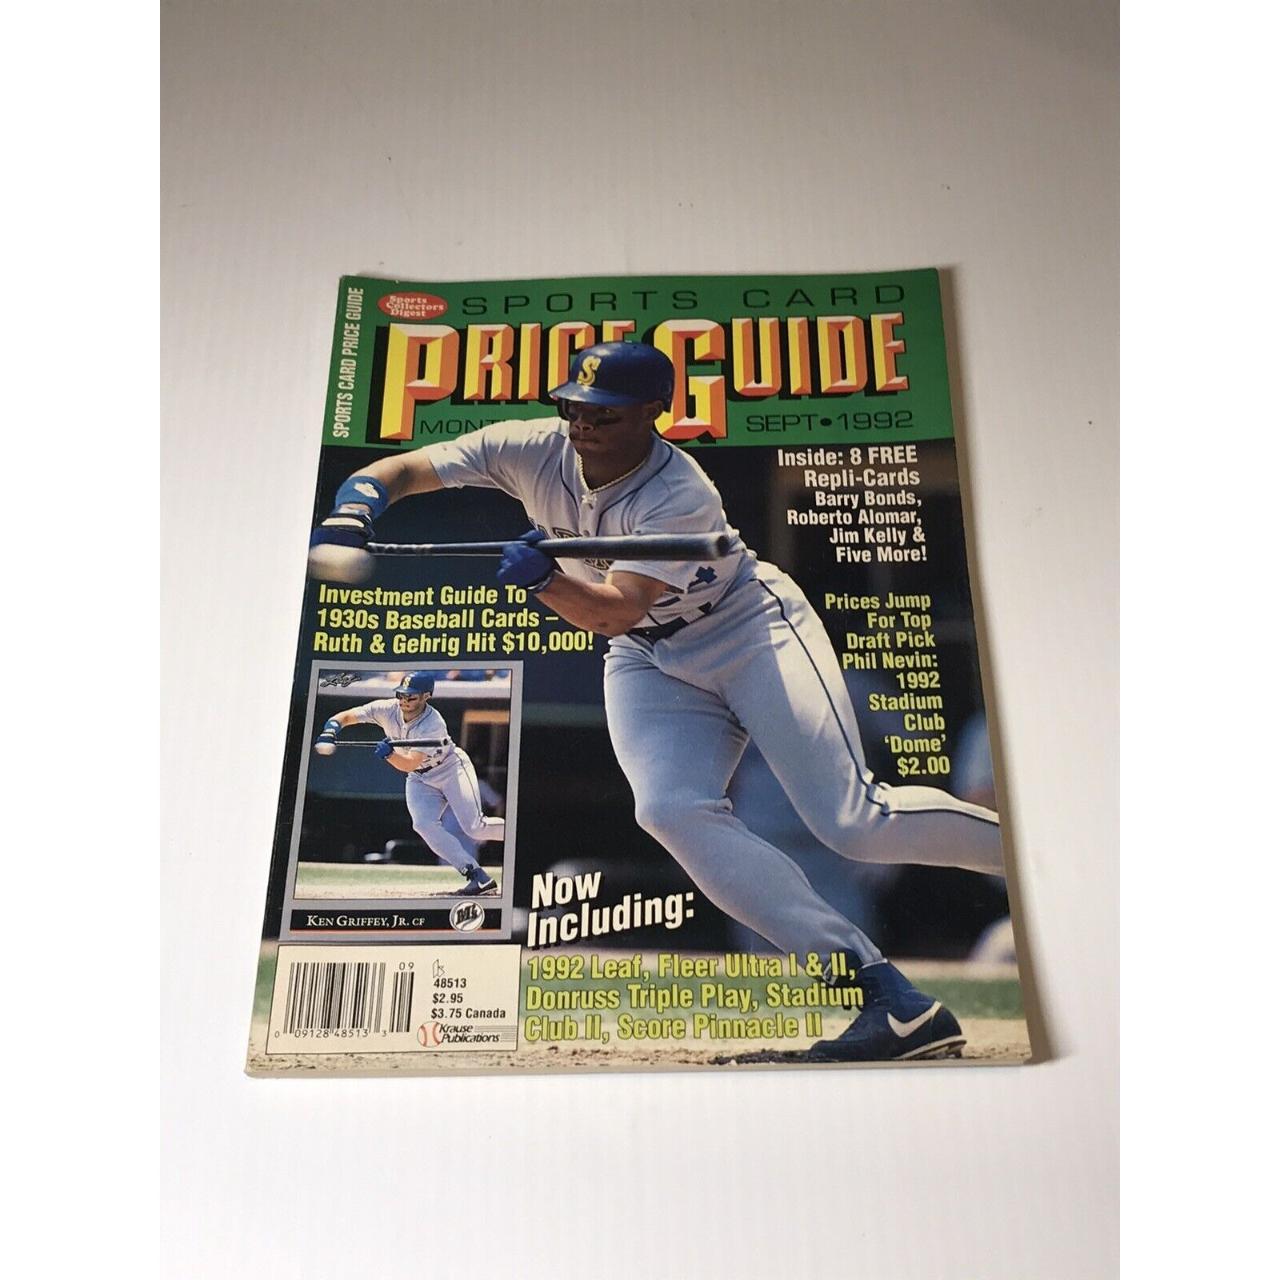 SPORTS CARD PRICE GUIDE
Sports
Collectors
Digest
SPORTS CARD
PRICE GUIDE
SEPT•1992
S
Inside: 8 FREE
Repli-Cards
Barry Bonds,
Roberto Alomar,
Jim Kelly &
Five More!
Investment Guide To
1930s Baseball Cards –
Ruth & Gehrig Hit $10,000!
Prices Jump
For Top
Draft Pick
Phil Nevin:
1992
Stadium
Club
‘Dome’
$2.00
Leaf
KEN GRIFFEY, JR. CF
Now
Including:
1992 Leaf, Fleer Ultra I & II,
Donruss Triple Play, Stadium
Club II, Score Pinnacle II
09
48513
$2.95
$3.75 Canada
0 09128 48513 3
Krause
Publications